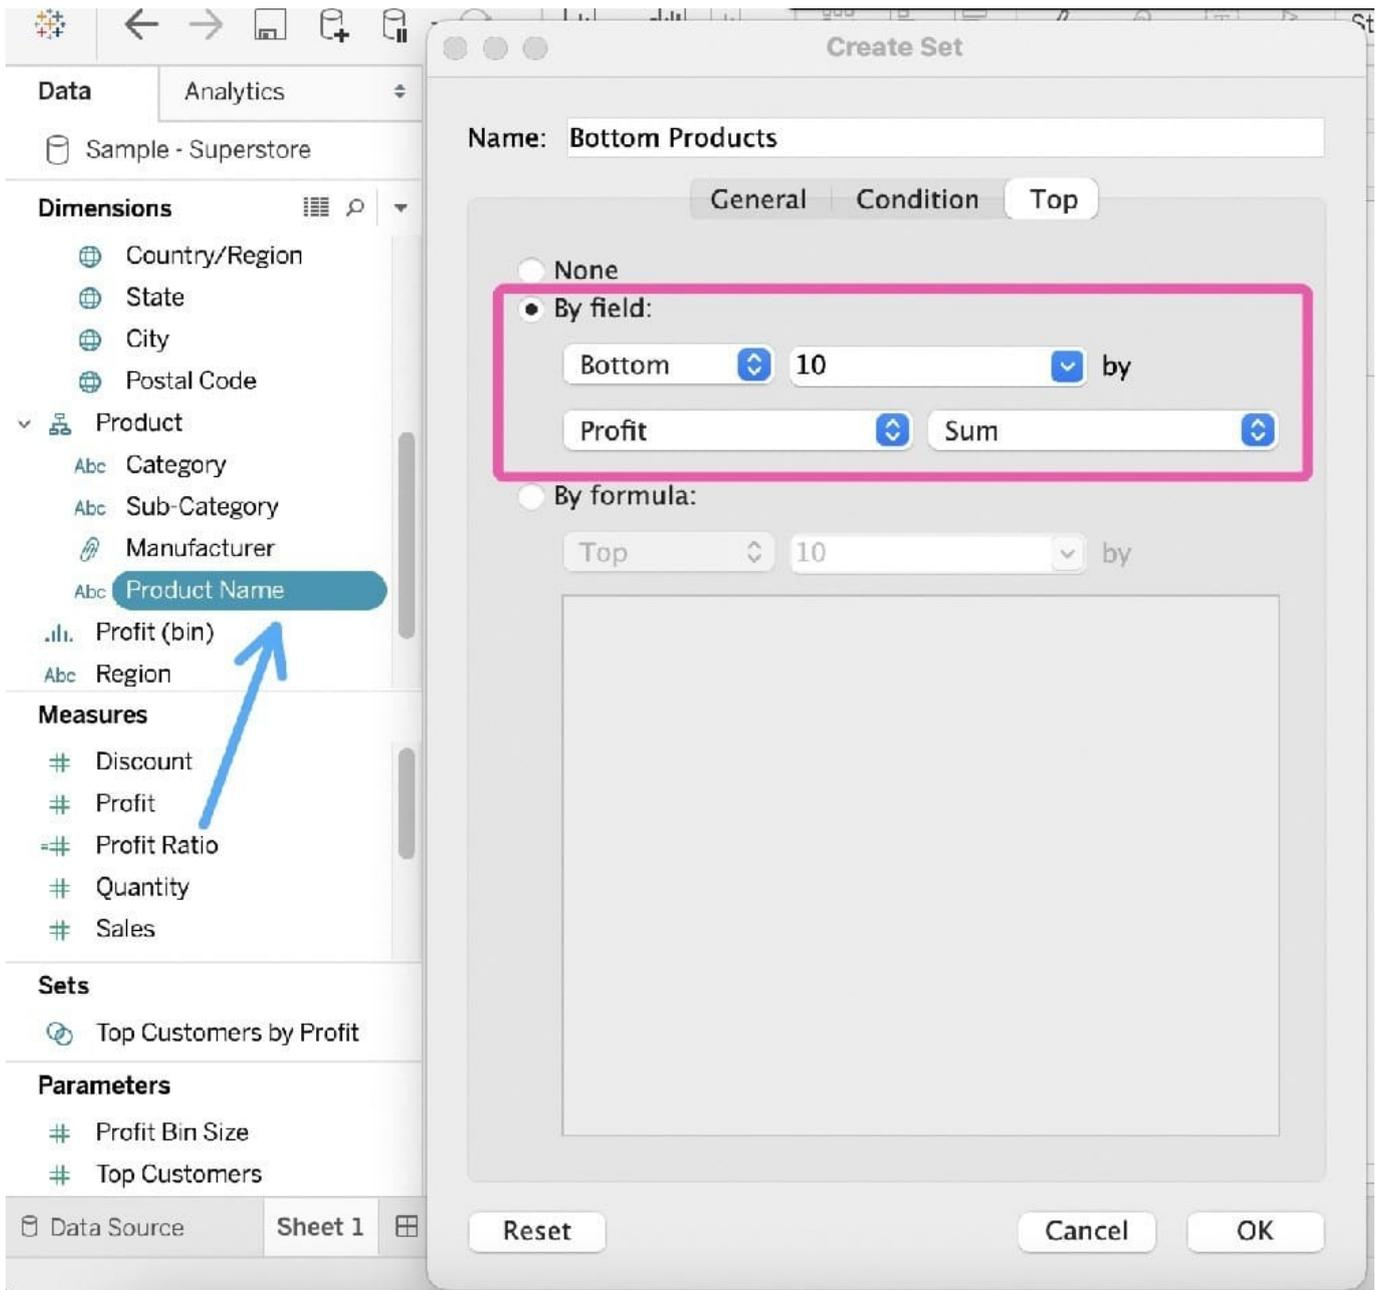 Create Set
St
Data
Analytics
Sample - Superstore
Dimensions
Country/Region
State
City
Postal Code
Product
Abc Category
Abc Sub-Category
Manufacturer
Abc Product Name
Profit (bin)
Abc Region
Measures
Discount
Profit
Profit Ratio
Quantity
Sales
Sets
Top Customers by Profit
Parameters
Profit Bin Size
Top Customers
Data Source
Sheet 1
Name: Bottom Products
General Condition Top
None
By field:
Bottom 10 by
Profit Sum
By formula:
Top 10 by
Reset Cancel OK